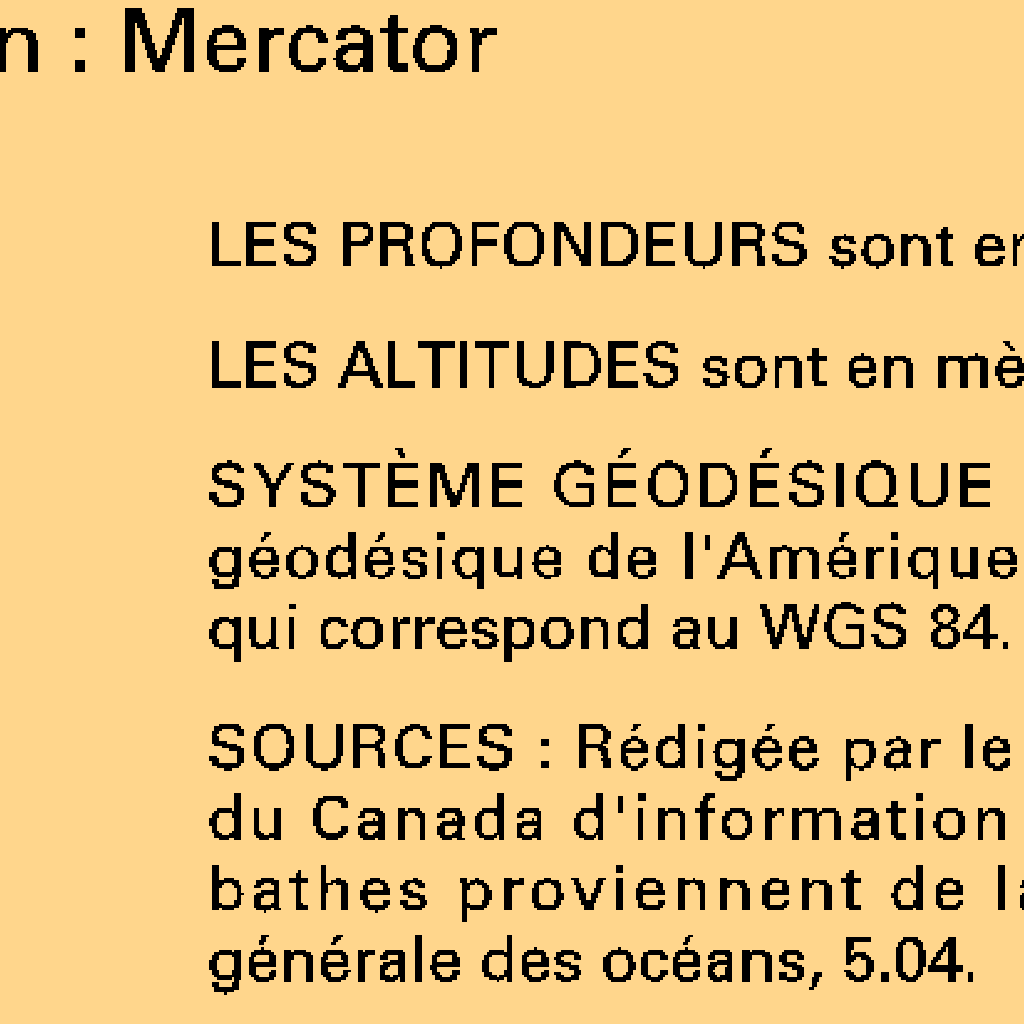 n : Mercator
LES PROFONDEURS sont en
LES ALTITUDES sont en mè
SYSTÈME GÉODÉSIQUE
géodésique de l'Amérique
qui correspond au WGS 84.
SOURCES : Rédigée par le
du Canada d'information
bathes proviennent de la
générale des océans, 5.04.